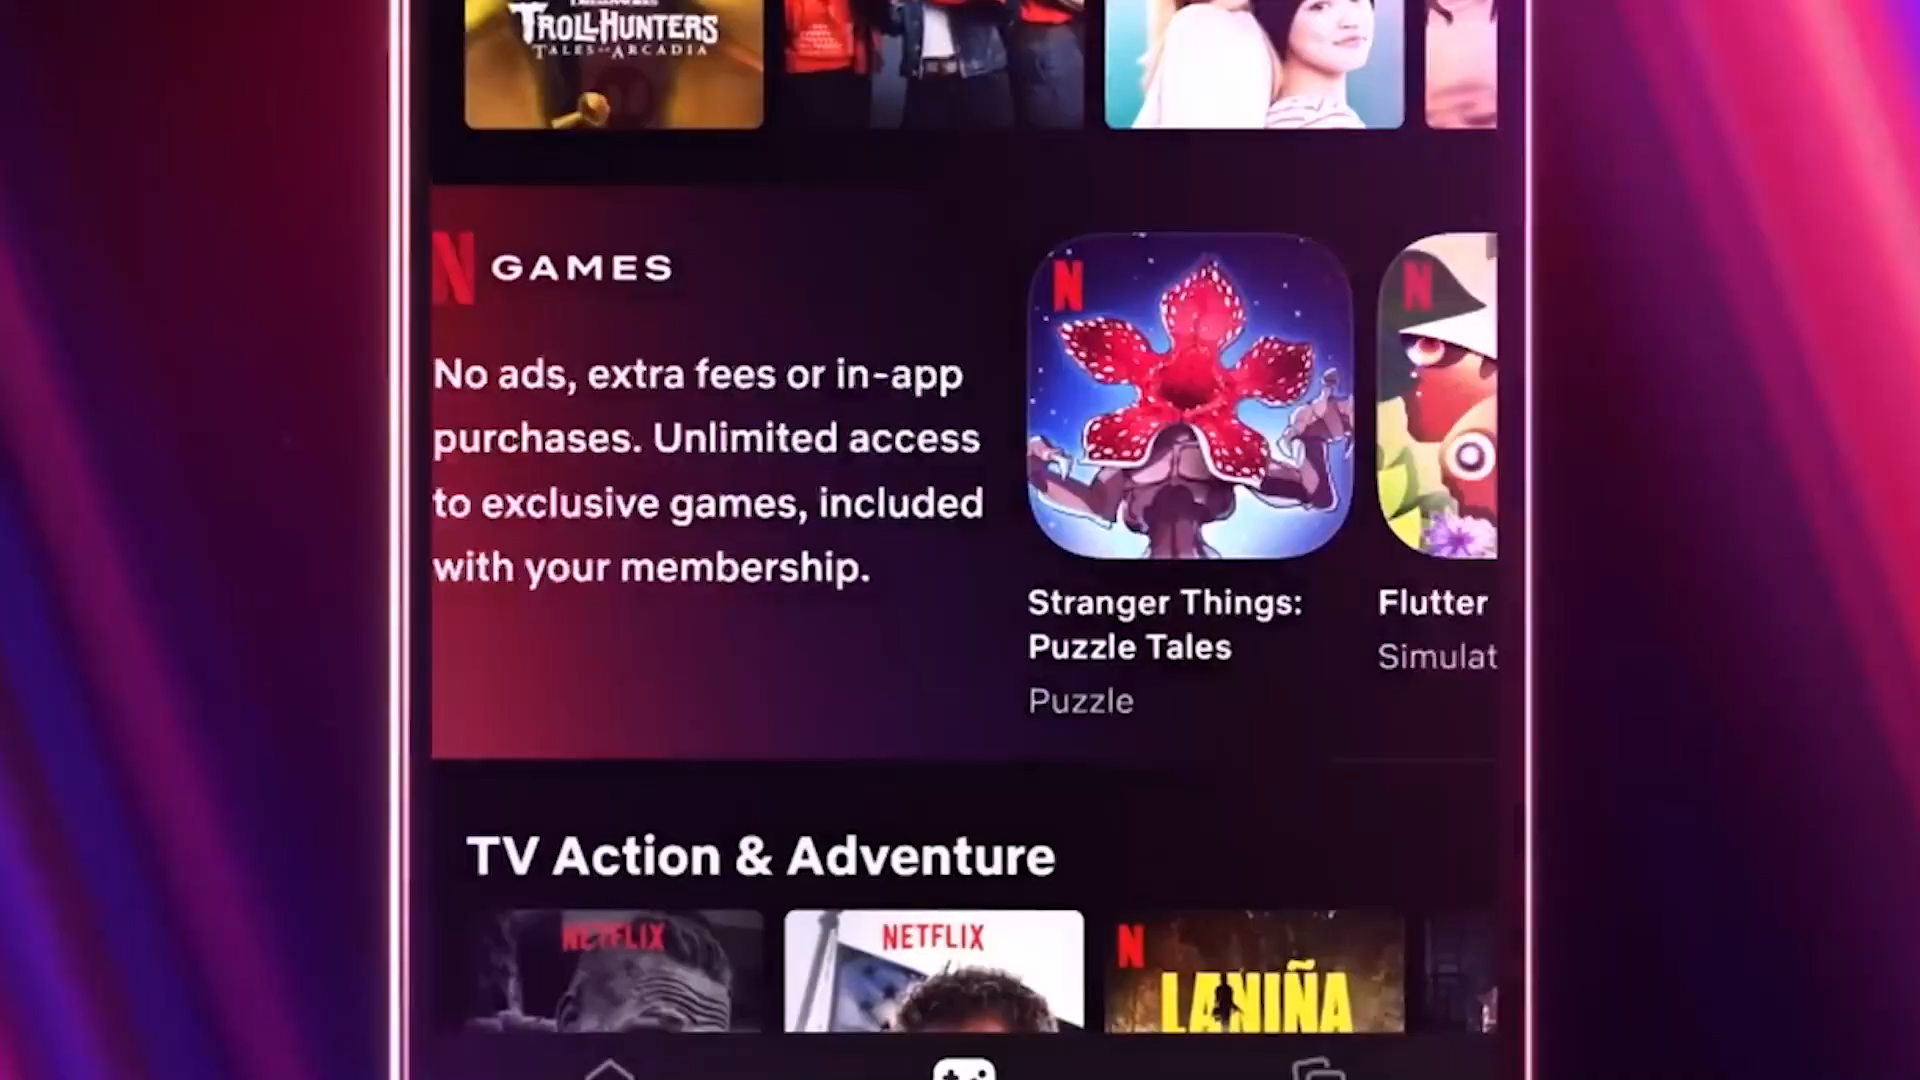 TROLLHUNTERS
TALES OF ARCADIA
N GAMES
No ads, extra fees or in-app
purchases. Unlimited access
to exclusive games, included
with your membership.
N
Stranger Things:
Puzzle Tales
Puzzle
N
Flutter
Simulat
TV Action & Adventure
NETFLIX
NETFLIX
N
LA NIÑA